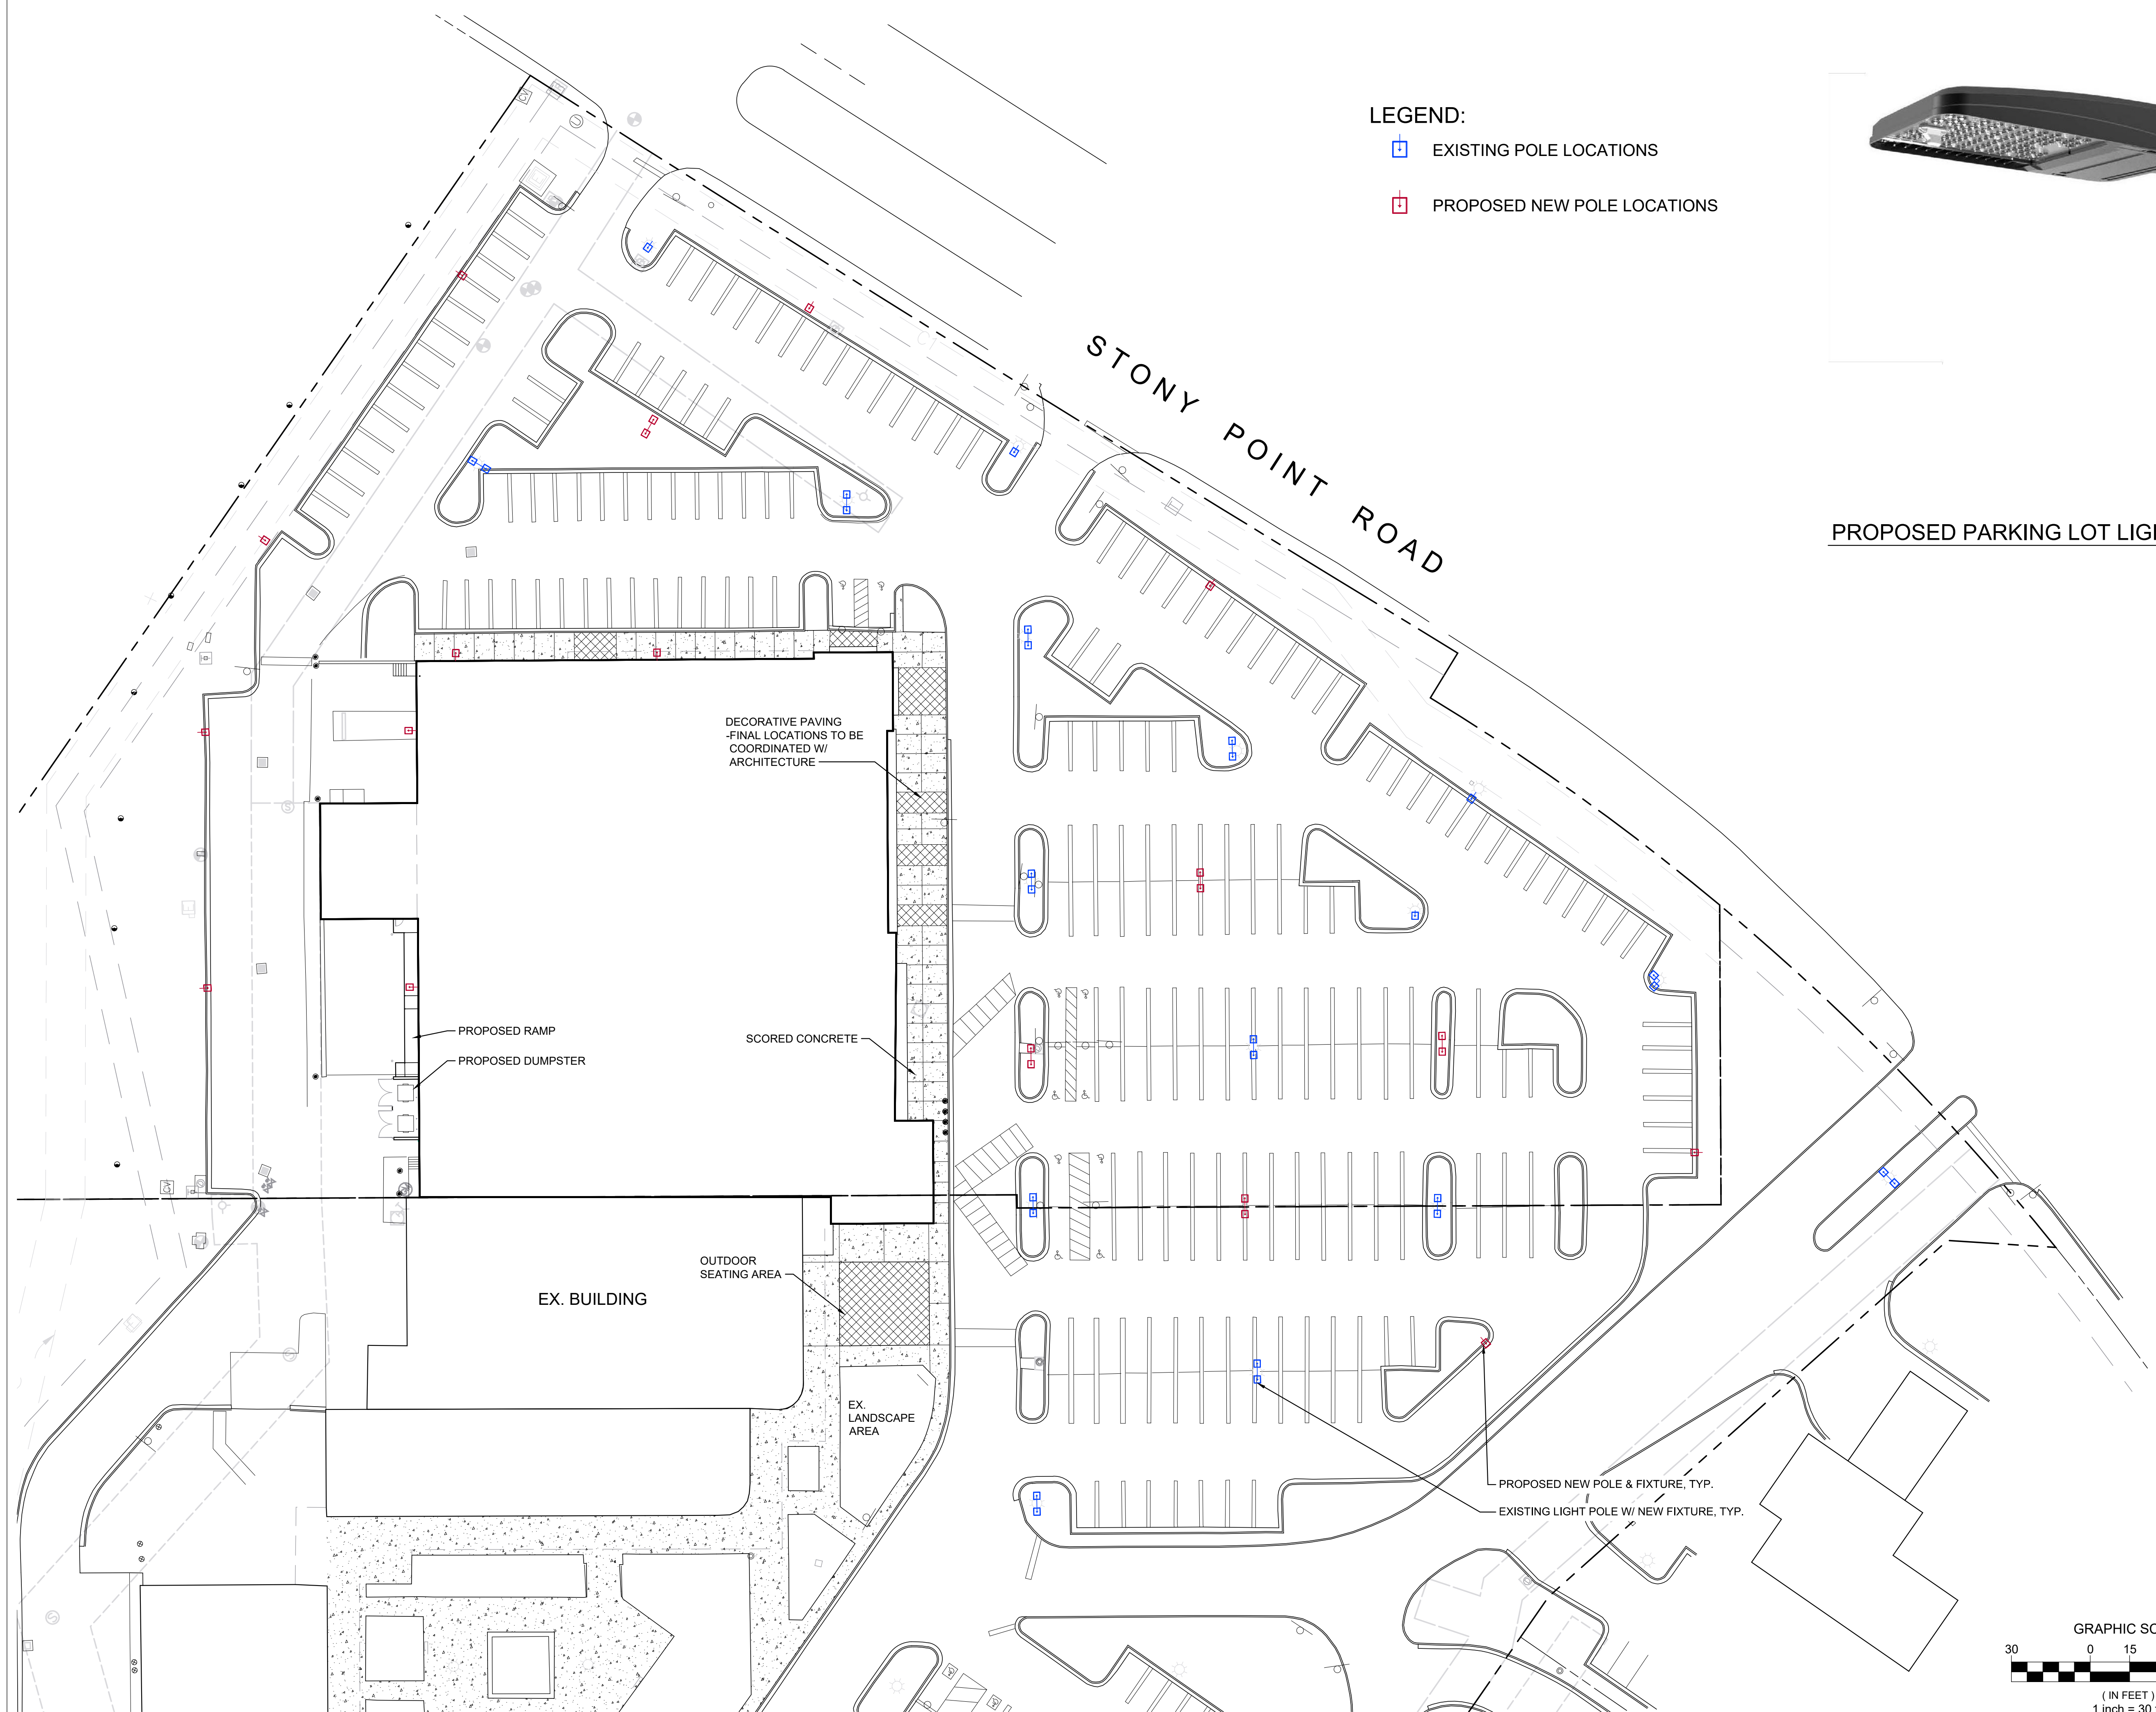 LEGEND:
EXISTING POLE LOCATIONS
PROPOSED NEW POLE LOCATIONS
STONY POINT ROAD
PROPOSED PARKING LOT
DECORATIVE PAVING
-FINAL LOCATIONS TO BE
COORDINATED W/
ARCHITECTURE
PROPOSED RAMP
SCORED CONCRETE
PROPOSED DUMPSTER
OUTDOOR
SEATING AREA
EX. BUILDING
EX.
LANDSCAPE
AREA
PROPOSED NEW POLE & FIXTURE, TYP.
EXISTING LIGHT POLE W/ NEW FIXTURE, TYP.
GRAPHIC
30 0 15
( IN FEET )
1 inch = 30